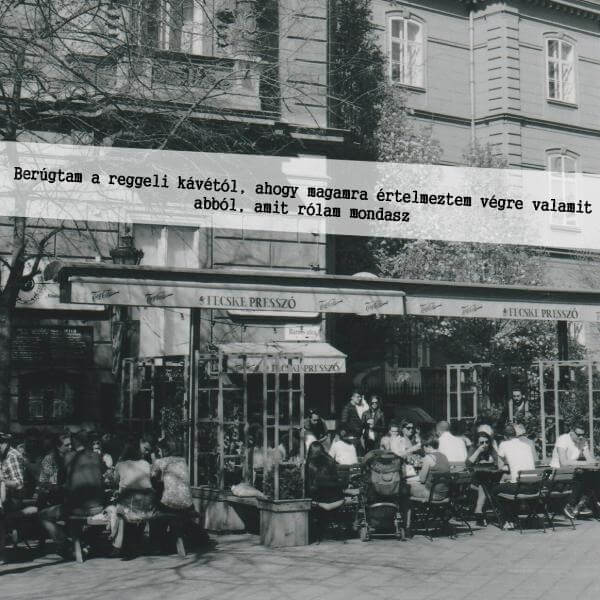 Berúgtam a reggeli kávétól, ahogy magamra értelmeztem végre valamit
abból, amit rólam mondasz
FECSKE PRESSZÓ
FECSKE PRESSZÓ
FECSKE PRESSZÓ